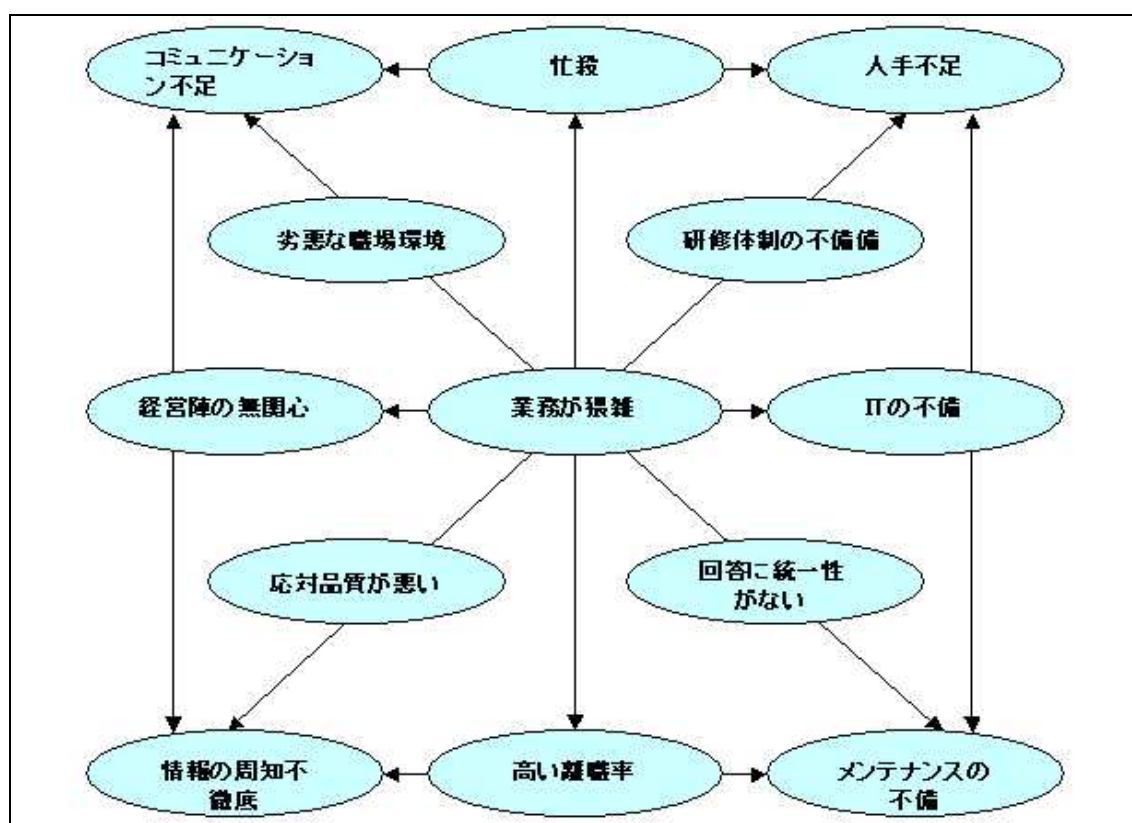 コミュニケーショ
ン不足
忙殺
人手不足
劣悪な職場環境
研修体制の不備備
経営陣の無関心
業務が猥雑
ITの不備
応対品質が悪い
回答に統一性
がない
情報の周知不
徹底
高い離職率
メンテナンスの
不備